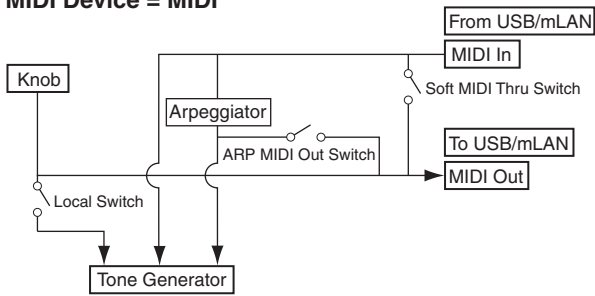 MIDI Device = MIDI
From USB/mLAN
MIDI In
Knob
Soft MIDI Thru Switch
Arpeggiator
To USB/mLAN
ARP MIDI Out Switch
MIDI Out
Local Switch
Tone Generator